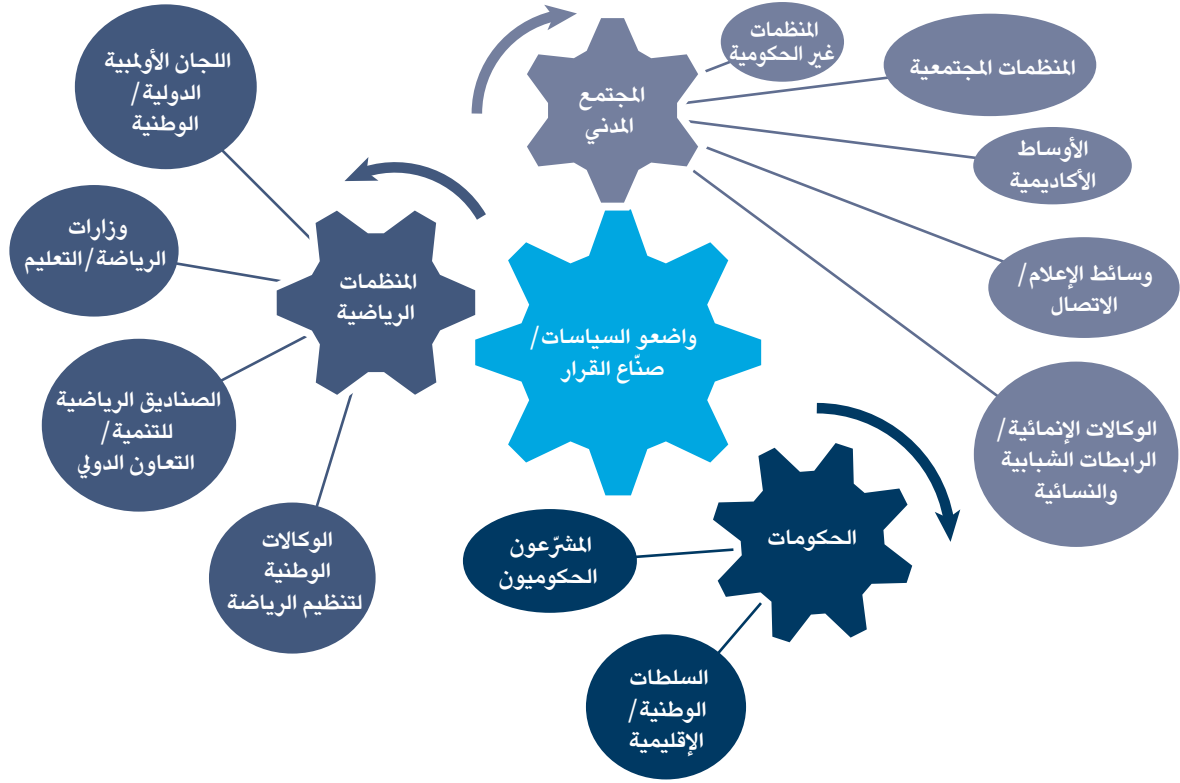 المنظمات
غير الحكومية
المنظمات المجتمعية
المجتمع
المدني
الأوساط
الأكاديمية
وسائط الإعلام/
الاتصال
الوكالات الإنمائية/
الرابطات الشبابية
والنسائية
اللجان الأولمبية
الدولية/
الوطنية
وزارات
الرياضة/التعليم
المنظمات
الرياضية
الصناديق الرياضية
للتنمية/
التعاون الدولي
الوكالات
الوطنية
لتنظيم الرياضة
واضعو السياسات/
صنّاع القرار
الحكومات
المشرّعون
الحكوميون
السلطات
الوطنية/
الإقليمية